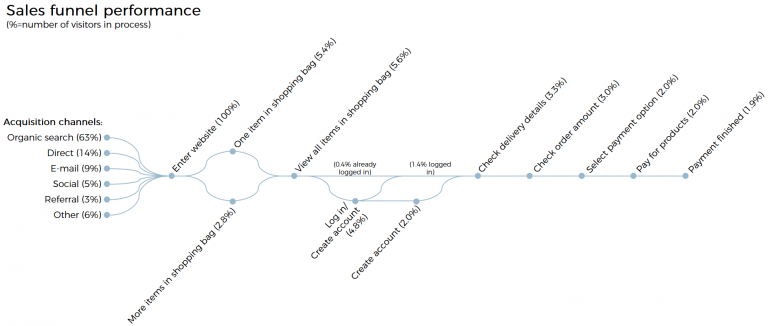 Sales funnel performance
(%=number of visitors in process)
Acquisition channels:
Organic search (63%)
Direct (14%)
E-mail (9%)
Social (5%)
Referral (3%)
Other (6%)
Enter website (100%)
One item in shopping bag (5.4%)
More items in shopping bag (2.8%)
View all items in shopping bag (5.6%)
(0.4% already
logged in)
Log in/
Create account
(4.8%)
(1.4% logged
in)
Create account (2.0%)
Check delivery details (3.3%)
Check order amount (3.0%)
Select payment option (2.0%)
Pay for products (2.0%)
Payment finished (1.9%)